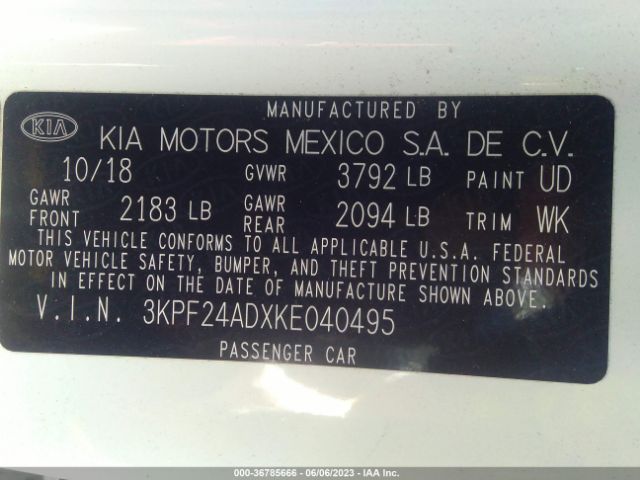 MANUFACTURED BY
KIA KIA MOTORS MEXICO S.A. DE C.V.
10/18 GVWR 3792 LB PAINT UD
GAWR FRONT 2183 LB GAWR REAR 2094 LB TRIM WK
THIS VEHICLE CONFORMS TO ALL APPLICABLE U.S.A. FEDERAL
MOTOR VEHICLE SAFETY, BUMPER, AND THEFT PREVENTION STANDARDS
IN EFFECT ON THE DATE OF MANUFACTURE SHOWN ABOVE.
V.I.N. 3KPF24ADXKE040495
PASSENGER CAR
000-36785666 - 06/06/2023 - IAA Inc.